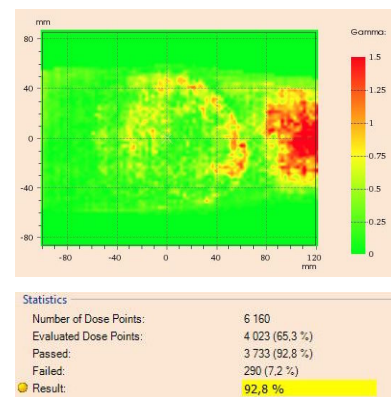 mm
Gamma:
80
40
0
-40
-80
-80 -40 0 40 80 120
mm
1.5
1.25
1
0.75
0.5
0.25
0
Statistics
Number of Dose Points: 6 160
Evaluated Dose Points: 4 023 (65,3 %)
Passed: 3 733 (92,8 %)
Failed: 290 (7,2 %)
Result: 92,8 %